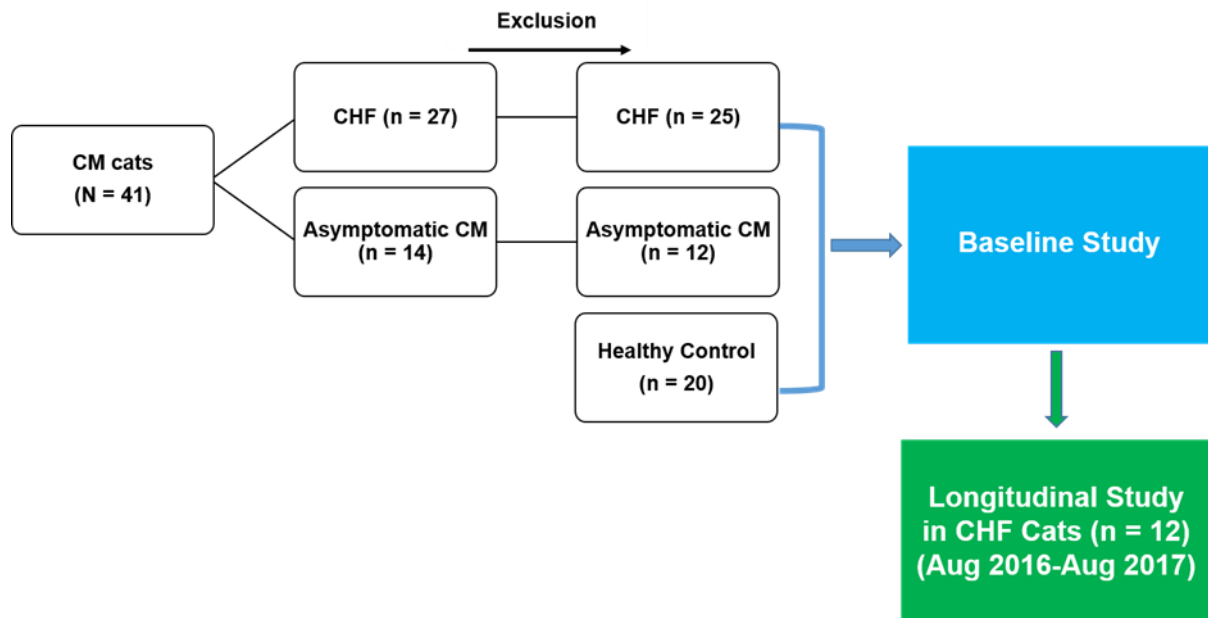 Exclusion
CHF (n = 27)
CHF (n = 25)
CM cats
(N = 41)
Asymptomatic CM
(n = 14)
Asymptomatic CM
(n = 12)
Healthy Control
(n = 20)
Baseline Study
Longitudinal Study
in CHF Cats (n = 12)
(Aug 2016-Aug 2017)